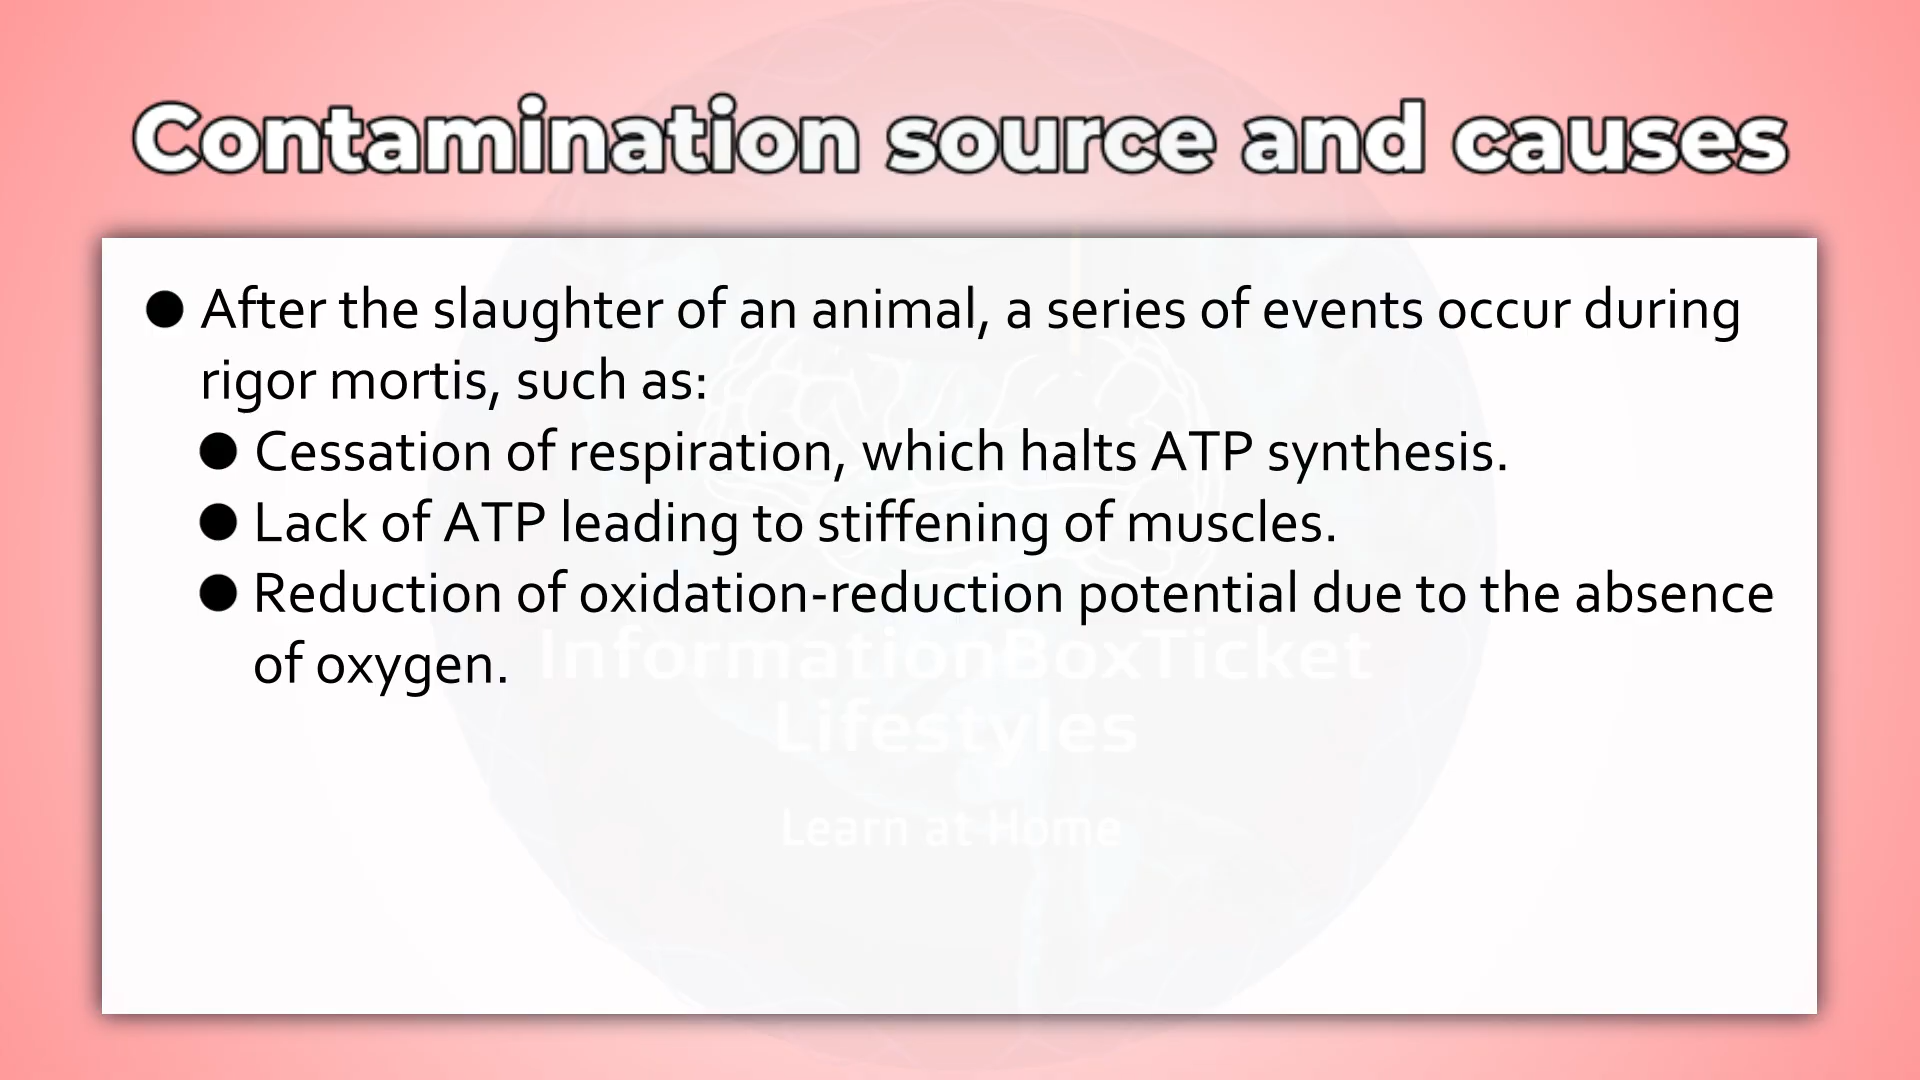 Contamination source and causes
● After the slaughter of an animal, a series of events occur during
rigor mortis, such as:
● Cessation of respiration, which halts ATP synthesis.
● Lack of ATP leading to stiffening of muscles.
● Reduction of oxidation-reduction potential due to the absence
of oxygen.
InformationBoxTicket
Lifestyles
Learn at Home